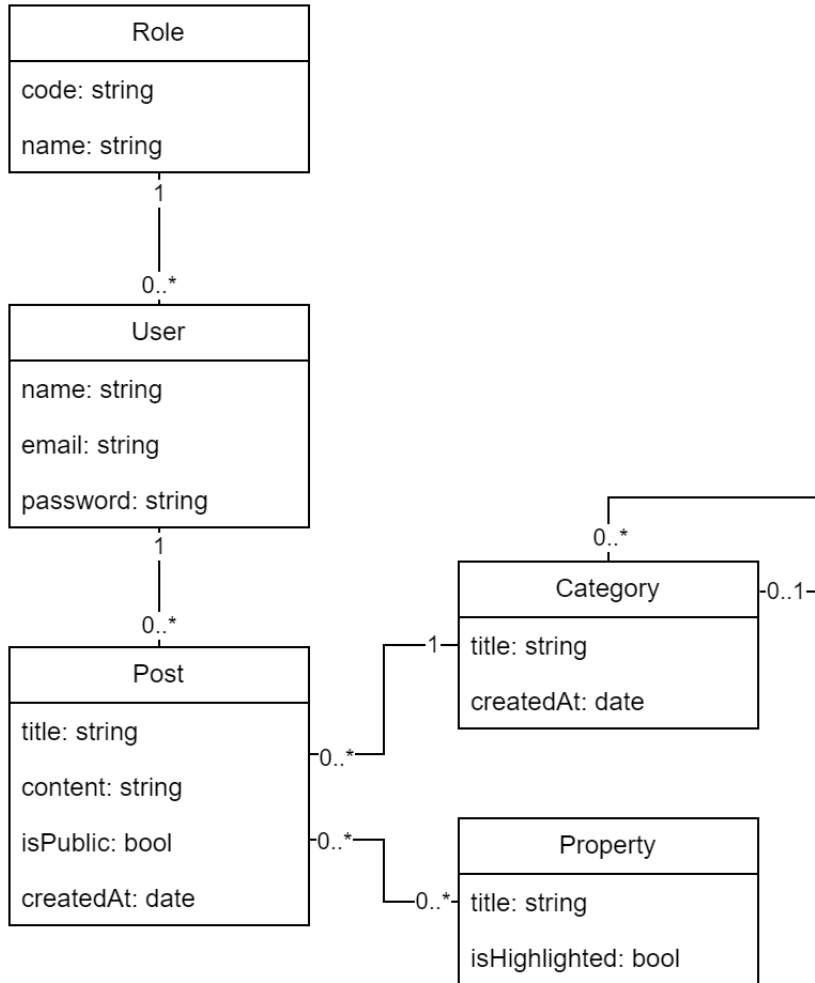 Role
code: string
name: string
1
0..*
User
name: string
email: string
password: string
1
0..*
Post
title: string
content: string
isPublic: bool
createdAt: date
0..*
1
0..*
Category
0..1
title: string
createdAt: date
0..*
0..*
Property
title: string
isHighlighted: bool